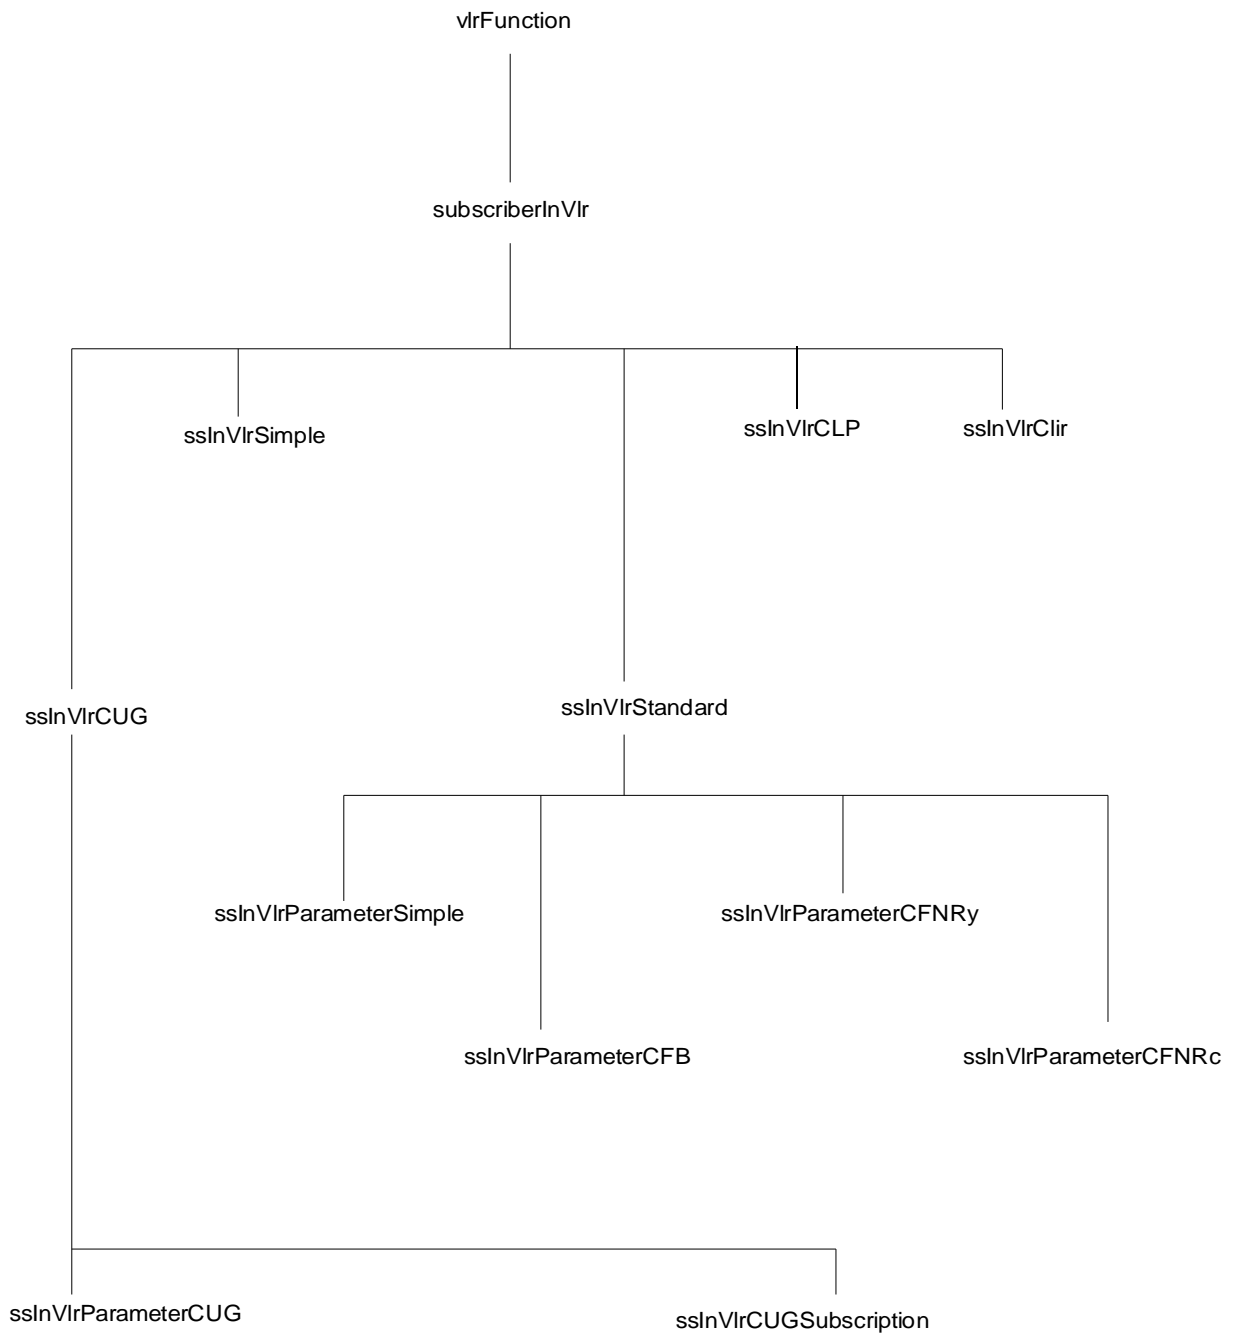 vlrFunction
subscriberInVlr
ssInVlrSimple
ssInVlrCLP
ssInVlrClir
ssInVlrCUG
ssInVlrStandard
ssInVlrParameterSimple
ssInVlrParameterCFNRy
ssInVlrParameterCFB
ssInVlrParameterCFNRc
ssInVlrParameterCUG
ssInVlrCUGSubscription